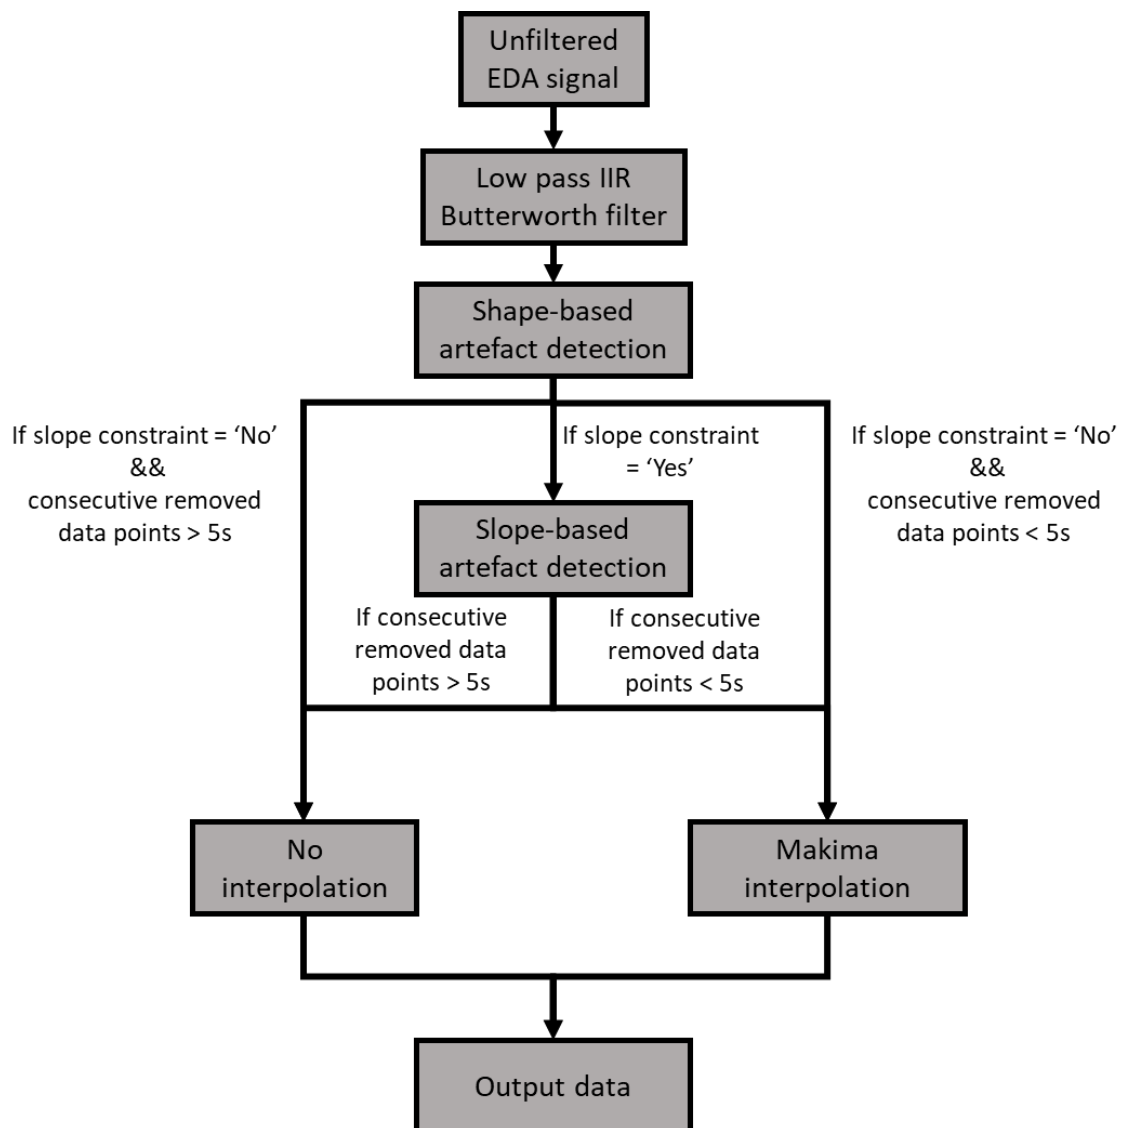 Unfiltered
EDA signal
Low pass IIR
Butterworth filter
Shape-based
artefact detection
If slope constraint = ‘No’
&&
consecutive removed
data points > 5s
If slope constraint
= ‘Yes’
If slope constraint = ‘No’
&&
consecutive removed
data points < 5s
Slope-based
artefact detection
If consecutive
removed data
points > 5s
If consecutive
removed data
points < 5s
No
interpolation
Makima
interpolation
Output data